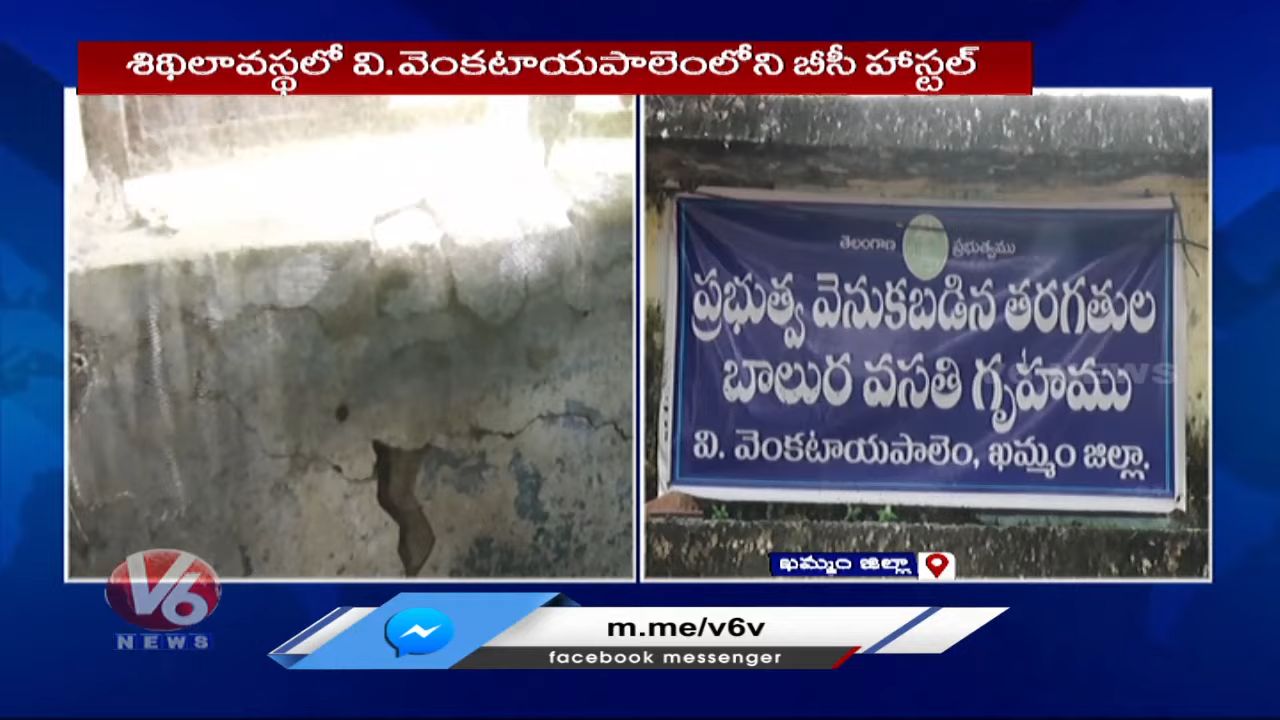 శిథిలావస్థలో వి.వెంకటాయపాలెంలోని బీసీ హాస్టల్
తెలంగాణ ప్రభుత్వము
ప్రభుత్వ వెనుకబడిన తరగతుల
బాలుర వసతి గృహము
వి. వెంకటాయపాలెం, ఖమ్మం జిల్లా.
ఖమ్మం జిల్లా
V6
NEWS
m.me/v6v
facebook messenger